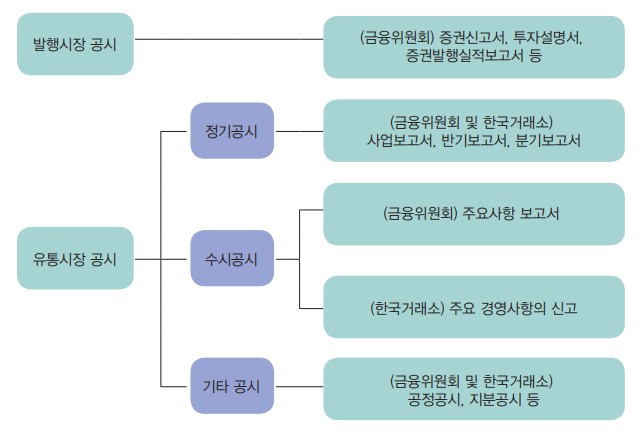 발행시장 공시
(금융위원회) 증권신고서, 투자설명서,
증권발행실적보고서 등
유통시장 공시
정기공시
(금융위원회 및 한국거래소)
사업보고서, 반기보고서, 분기보고서
수시공시
(금융위원회) 주요사항 보고서
(한국거래소) 주요 경영사항의 신고
기타 공시
(금융위원회 및 한국거래소)
공정공시, 지분공시 등